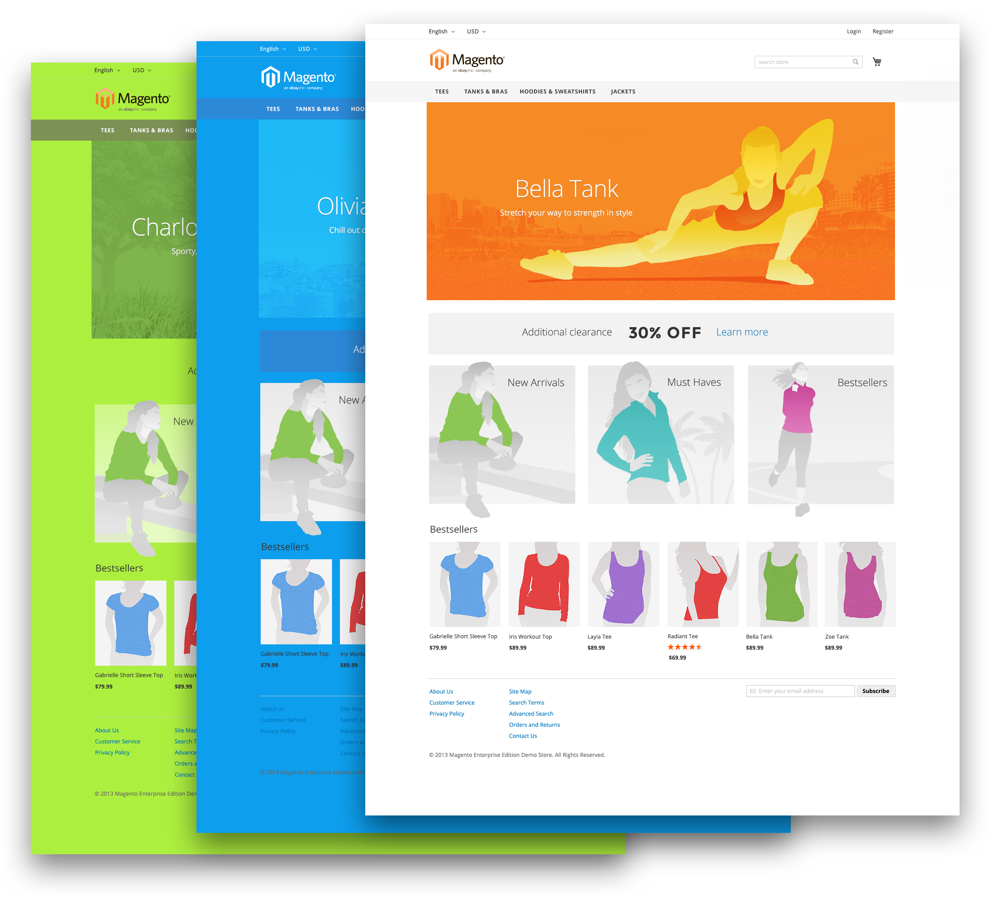 English USD Login Register
Magento®
an ebay inc company
search store
TEES TANKS & BRAS HOODIES & SWEATSHIRTS JACKETS
Bella Tank
Stretch your way to strength in style
Additional clearance 30% OFF Learn more
New Arrivals Must Haves Bestsellers
Bestsellers
Gabrielle Short Sleeve Top Iris Workout Top Layla Tee Radiant Tee Bella Tank Zoe Tank
$79.99 $89.99 $89.99 $69.99 $89.99 $89.99
About Us Site Map
Enter your email address Subscribe
Customer Service Search Terms
Privacy Policy Advanced Search
Orders and Returns
Contact Us
© 2013 Magento Enterprise Edition Demo Store. All Rights Reserved.
English USD
Magento®
an ebay inc company
TEES TANKS & BRAS HOO
Olivia
Chill out
Ad
New A
Bestsellers
Gabrielle Short Sleeve Top Iris Worko
$79.99 $89.99
About Us Site Map
Customer Service Search Te
Privacy Policy Advanced
Orders an
Contact U
© 2013 Magento Enterprise Edition Dem
English USD
Magento®
an ebay inc company
TEES TANKS & BRAS HOO
Charlo
Sporty,
Ad
New
Bestsellers
Gabrielle Short Sleeve Top Iris Work
$79.99 $89.99
About Us Site Map
Customer Service Search T
Privacy Policy Advance
Orders a
Contact
© 2013 Magento Enterprise Edition Den